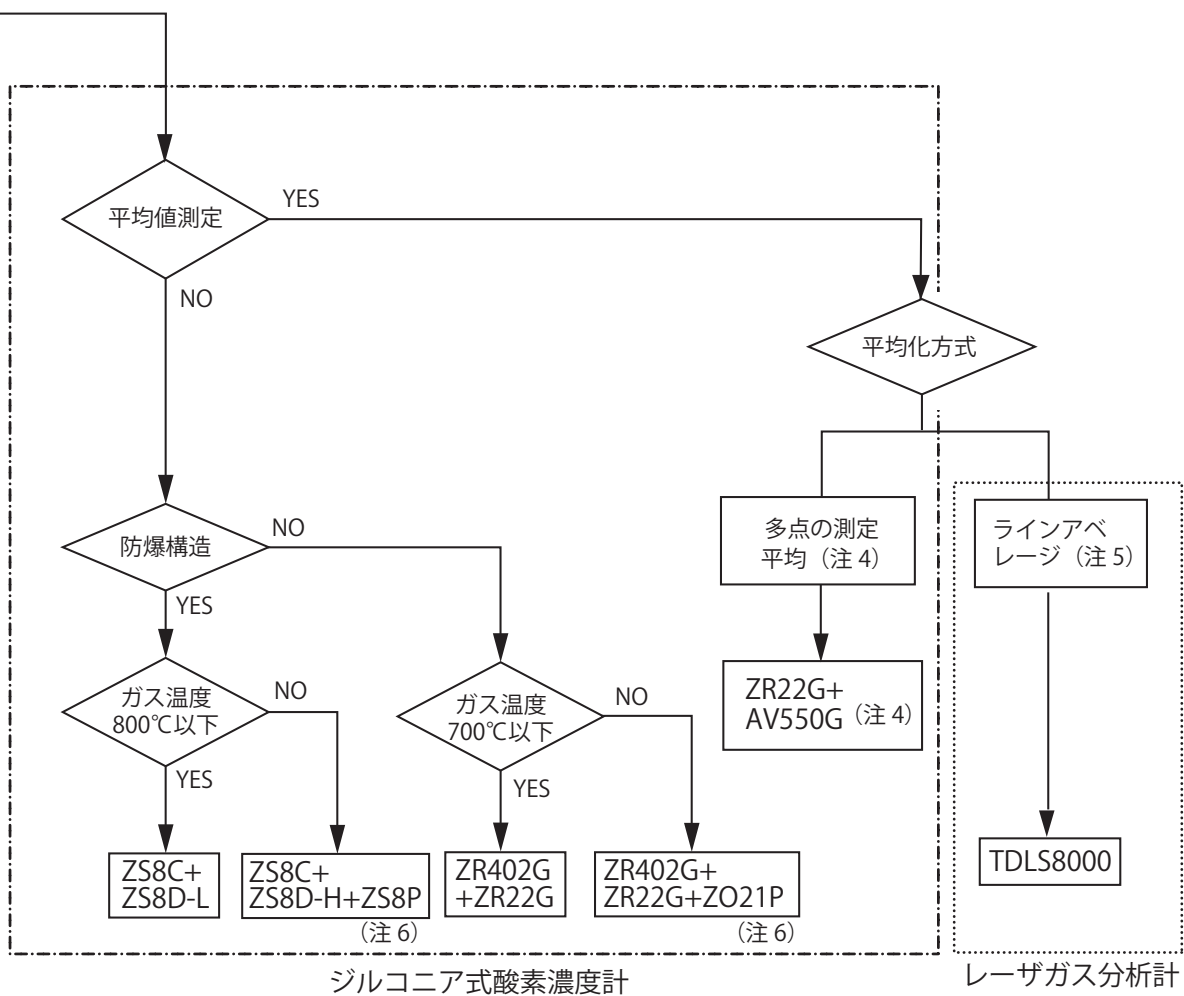 平均値測定
YES
NO
平均化方式
防爆構造
NO
YES
多点の測定
平均（注 4）
ラインアベ
レージ（注 5）
ガス温度
800℃以下
NO
YES
ガス温度
700℃以下
NO
YES
ZR22G+
AV550G（注 4）
ZS8C+
ZS8D-L
ZS8C+
ZS8D-H+ZS8P
（注 6）
ZR402G
+ZR22G
ZR402G+
ZR22G+ZO21P
（注 6）
TDLS8000
ジルコニア式酸素濃度計
レーザガス分析計